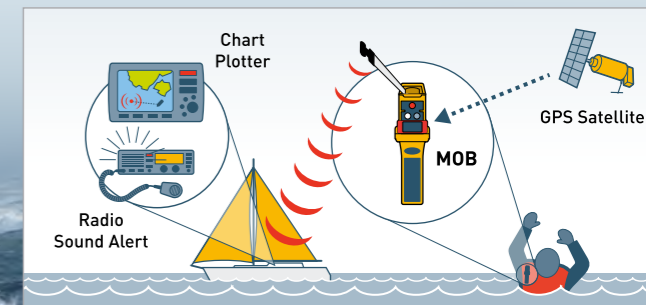 Chart
Plotter
GPS Satellite
MOB
Radio
Sound Alert